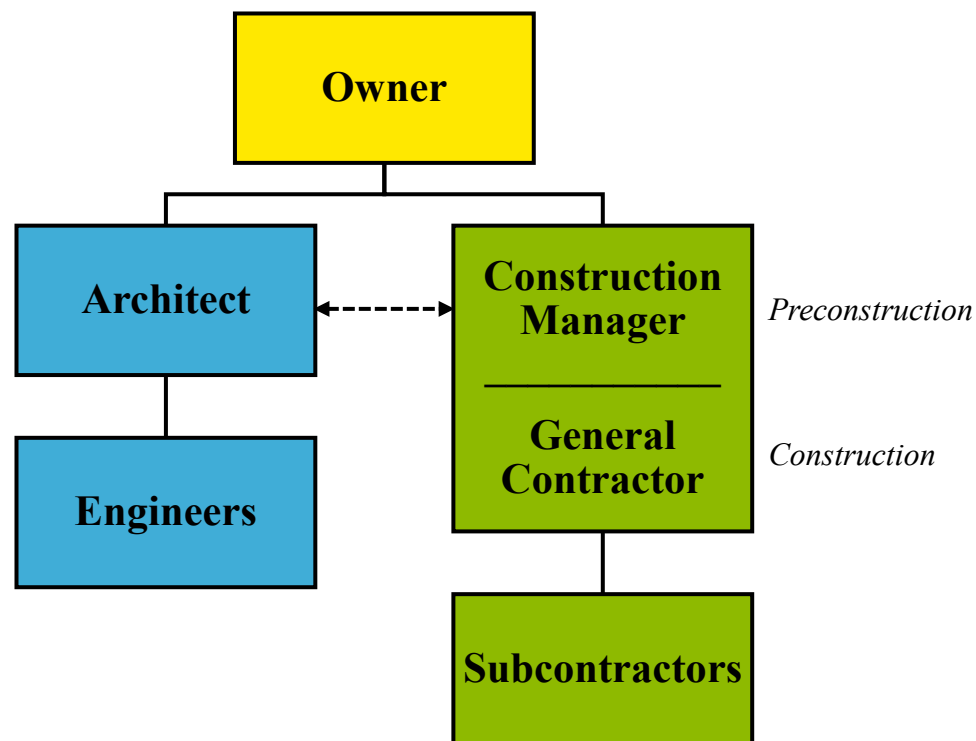 Owner
Architect
Construction
Manager
Preconstruction
General
Contractor
Construction
Engineers
Subcontractors